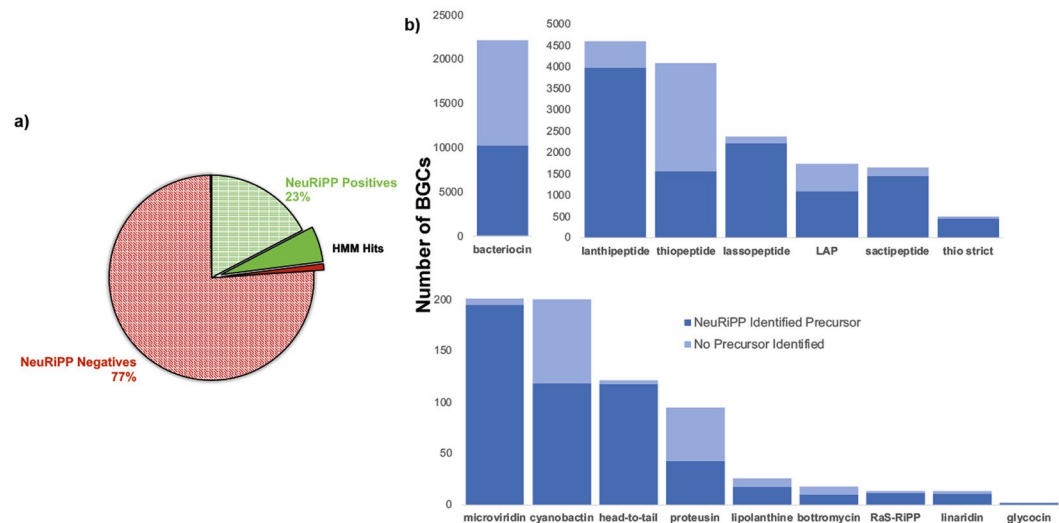 a)
NeuRiPP Positives
23%
HMM Hits
NeuRiPP Negatives
77%
b)
Number of BGCs
25000
20000
15000
10000
5000
0
bacteriocin
5000
4500
4000
3500
3000
2500
2000
1500
1000
500
0
lanthipeptide thiopeptide lassopeptide LAP sactipeptide thio strict
200
150
100
50
0
NeuRiPP Identified Precursor
No Precursor Identified
microviridin cyanobactin head-to-tail proteusin lipolanthine bottromycin RaS-RiPP linaridin glycocin